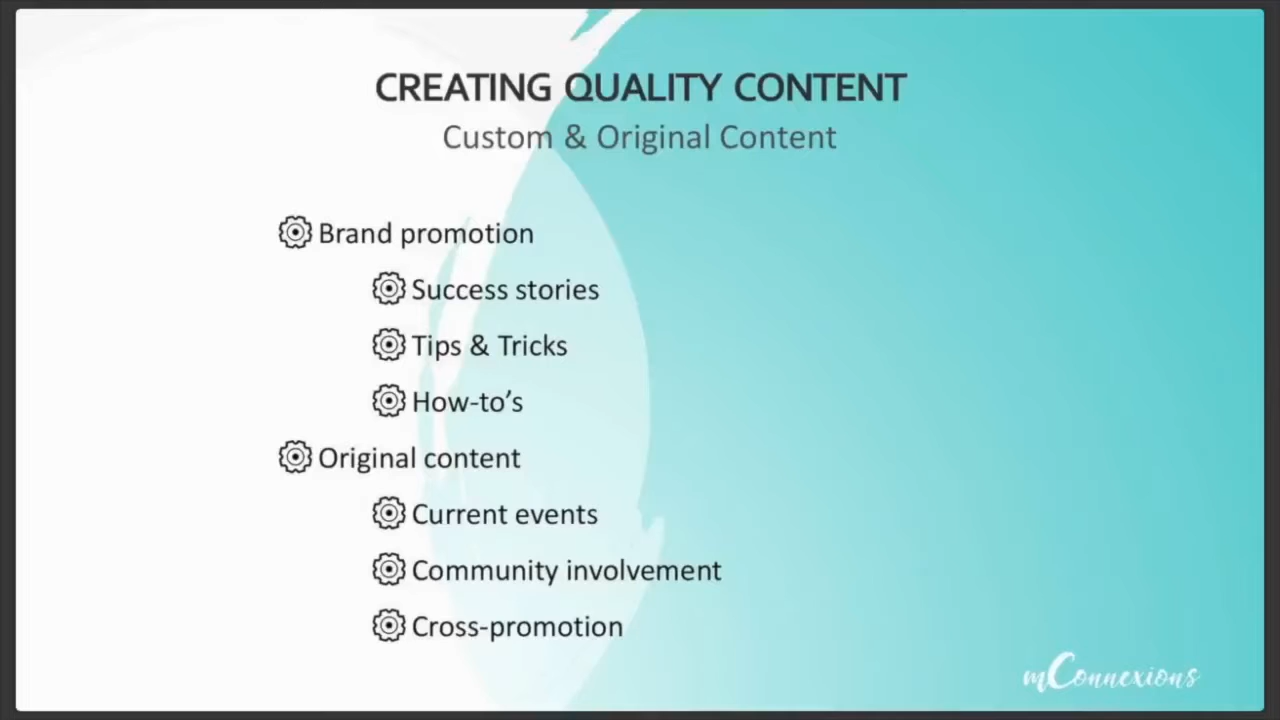 CREATING QUALITY CONTENT
Custom & Original Content
Brand promotion
Success stories
Tips & Tricks
How-to’s
Original content
Current events
Community involvement
Cross-promotion
mConnexions